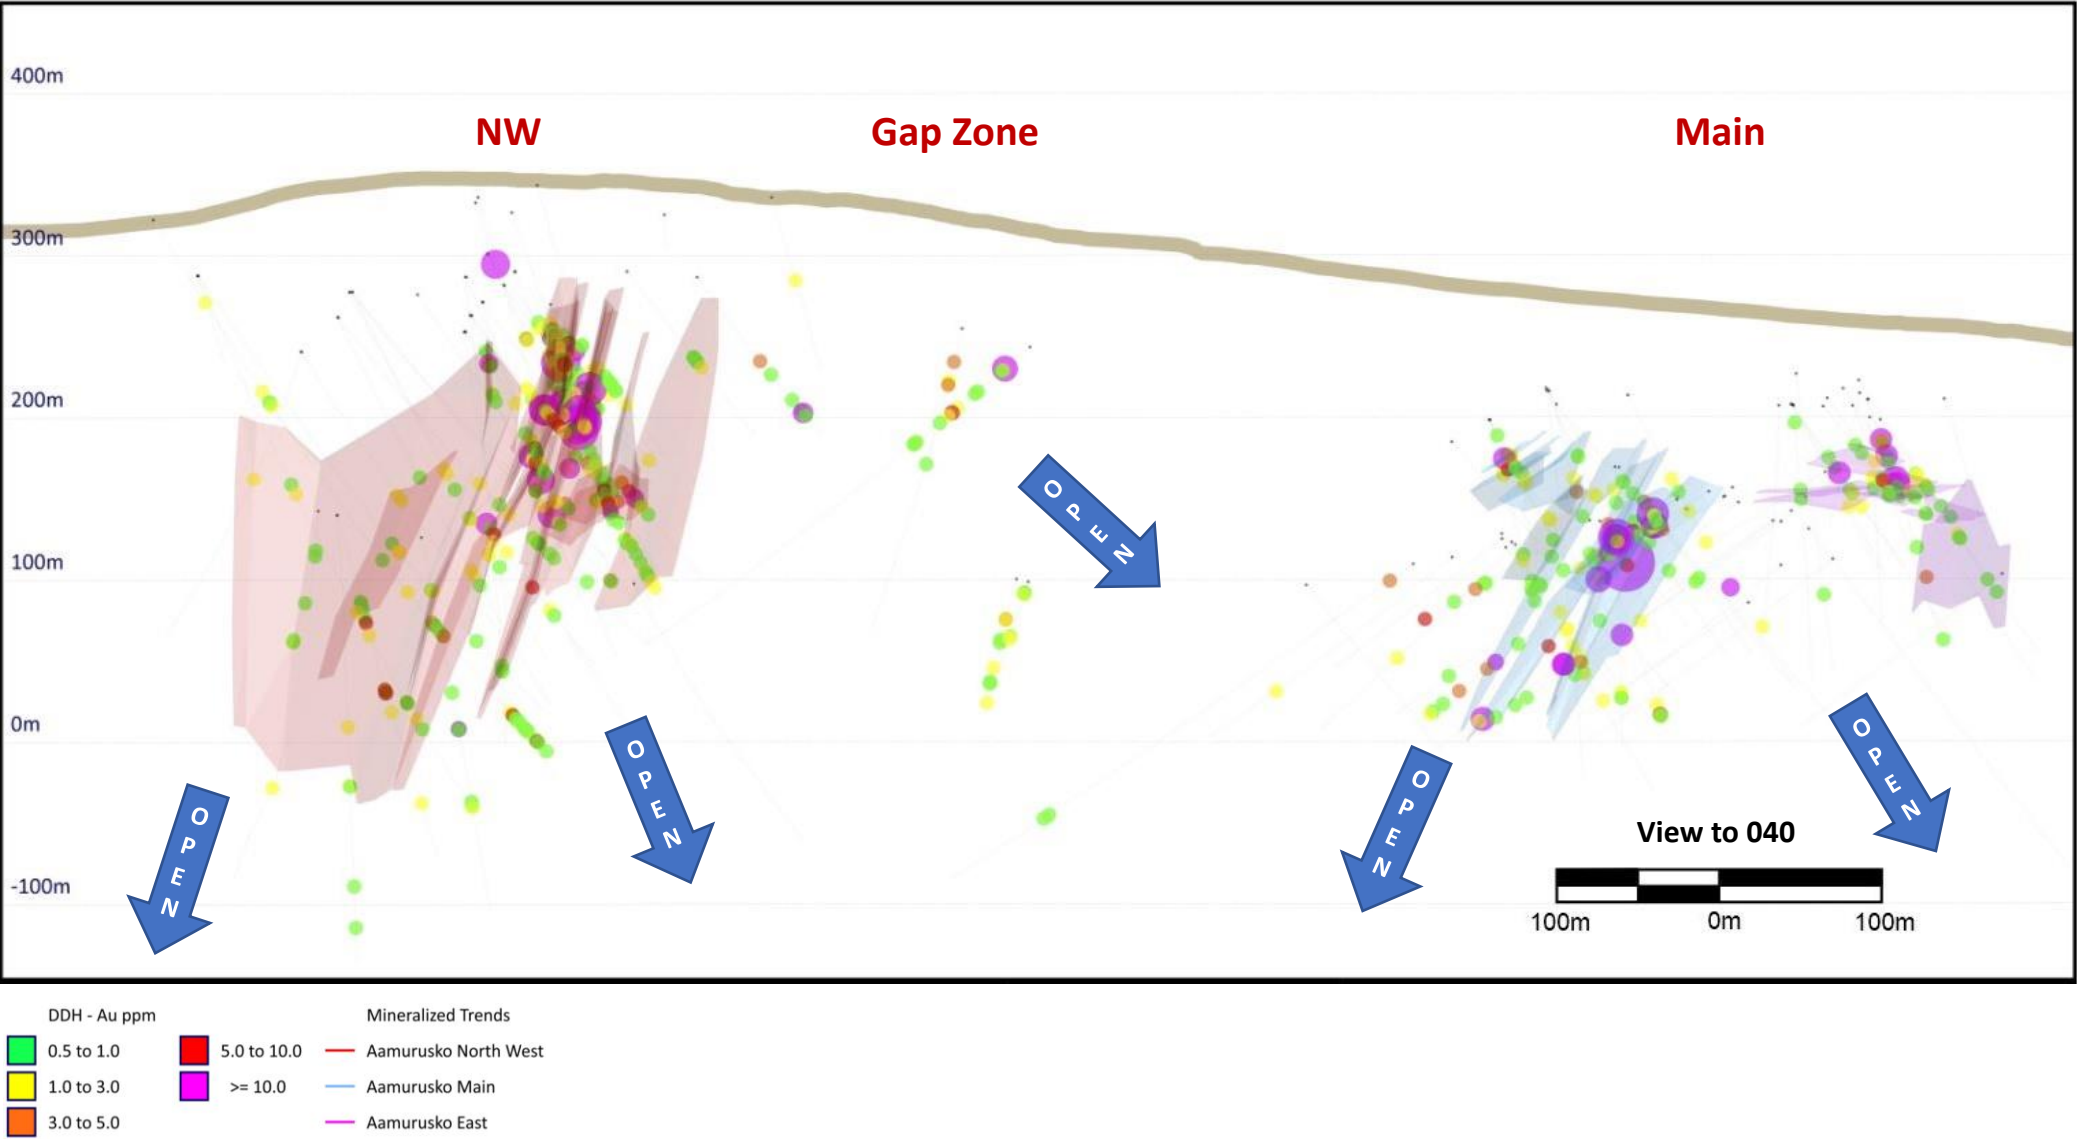 400m
NW
Gap Zone
Main
300m
200m
100m
0m
-100m
OPEN
OPEN
OPEN
OPEN
OPEN
View to 040
100m 0m 100m
DDH - Au ppm
0.5 to 1.0
1.0 to 3.0
3.0 to 5.0
5.0 to 10.0
>= 10.0
Mineralized Trends
Aamurusko North West
Aamurusko Main
Aamurusko East